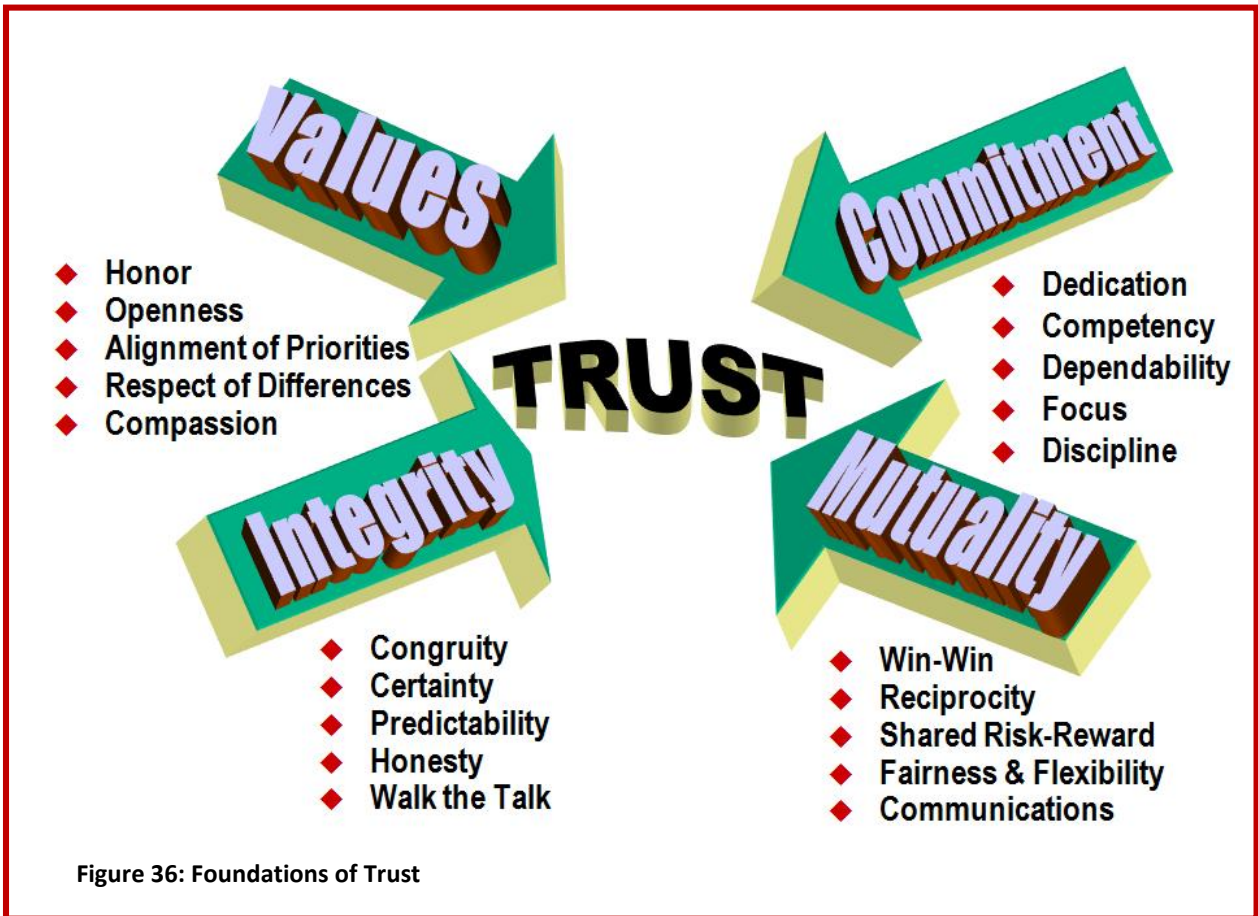 Values
Honor
Openness
Alignment of Priorities
Respect of Differences
Compassion
Commitment
Dedication
Competency
Dependability
Focus
Discipline
TRUST
Integrity
Congruity
Certainty
Predictability
Honesty
Walk the Talk
Mutuality
Win-Win
Reciprocity
Shared Risk-Reward
Fairness & Flexibility
Communications
Figure 36: Foundations of Trust